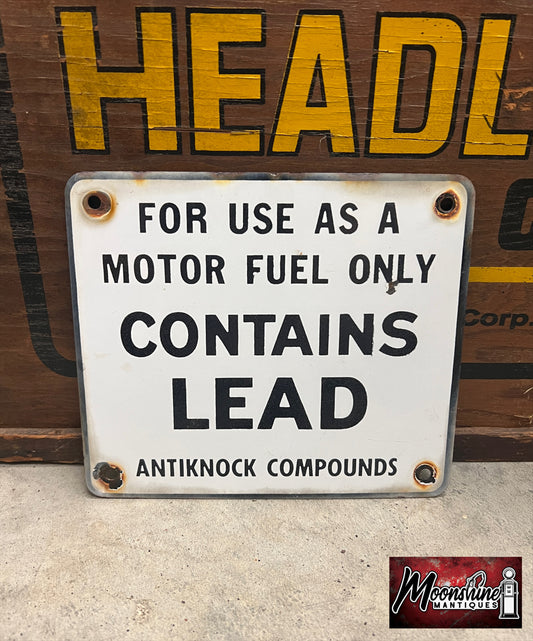 HEADL
FOR USE AS A
MOTOR FUEL ONLY
CONTAINS
LEAD
ANTIKNOCK COMPOUNDS
Corp.
Moonshine
MANTIQUES